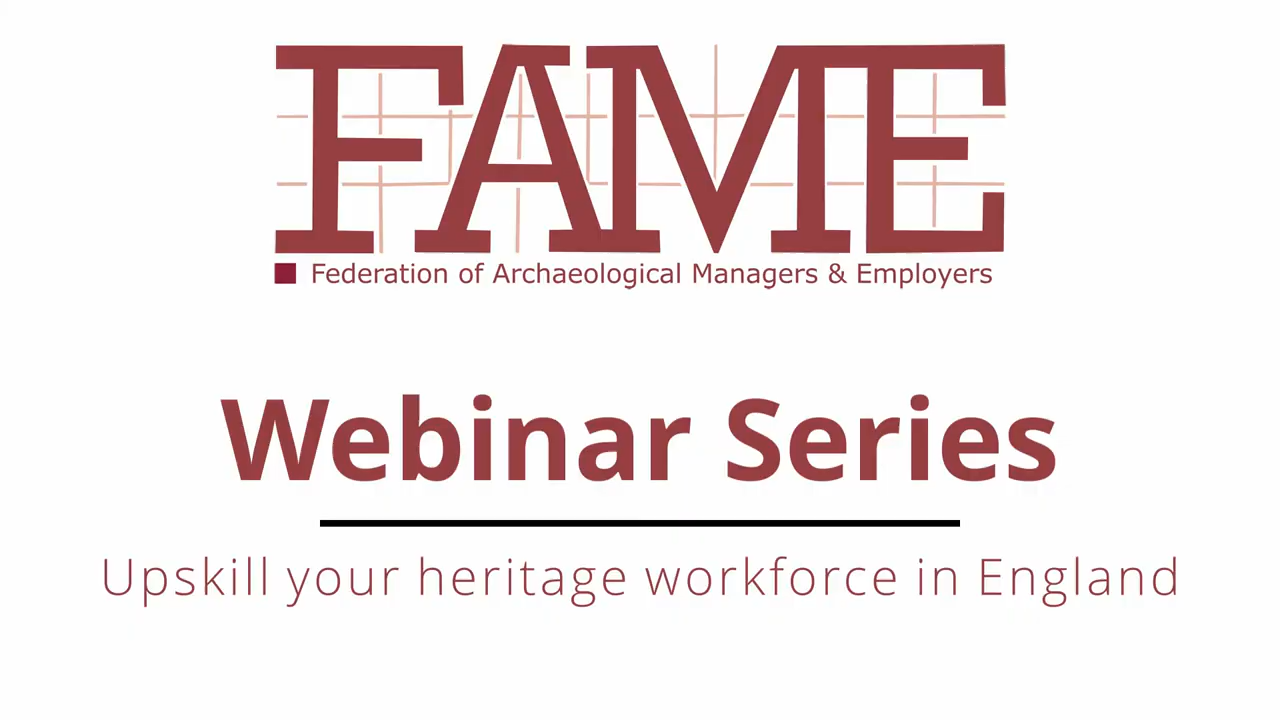 FAME
Federation of Archaeological Managers & Employers
Webinar Series
Upskill your heritage workforce in England